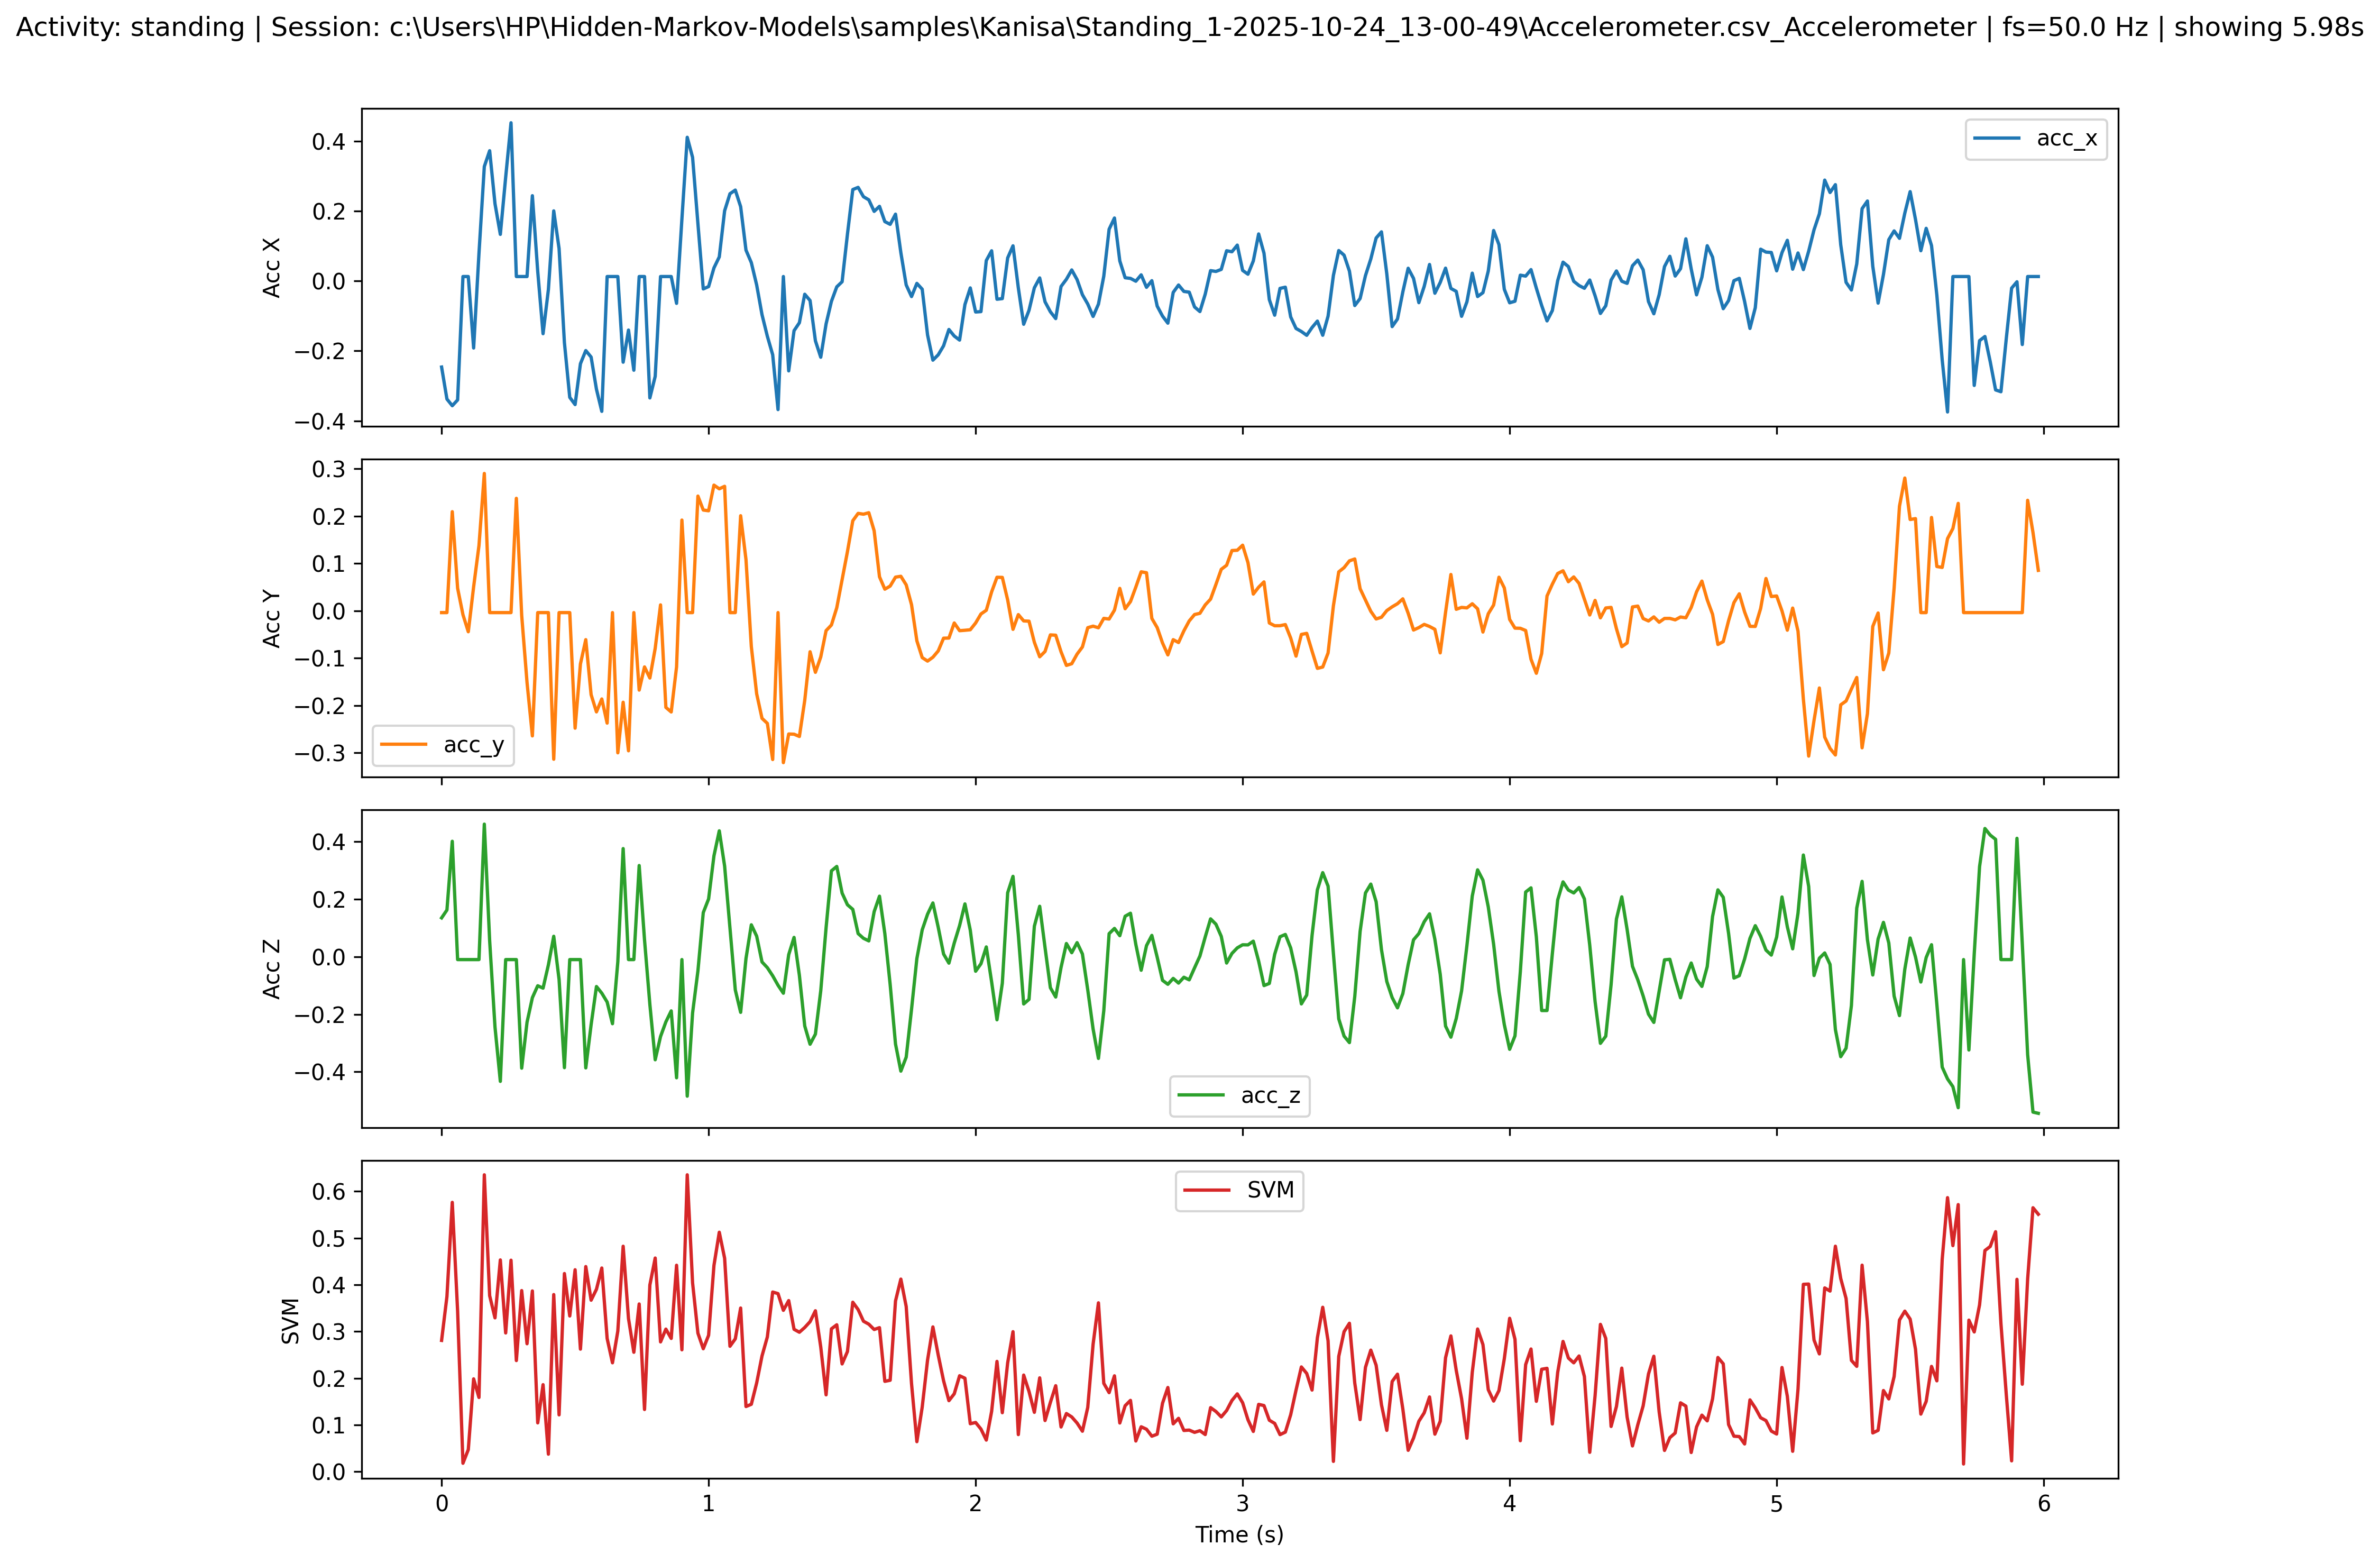 Activity: standing | Session: c:\Users\HP\Hidden-Markov-Models\samples\Kanisa\Standing_1-2025-10-24_13-00-49\Accelerometer.csv_Accelerometer | fs=50.0 Hz | showing 5.98s
acc_x
Acc X
0.4
0.2
0.0
−0.2
−0.4
acc_y
Acc Y
0.3
0.2
0.1
0.0
−0.1
−0.2
−0.3
acc_z
Acc Z
0.4
0.2
0.0
−0.2
−0.4
SVM
SVM
0.6
0.5
0.4
0.3
0.2
0.1
0.0
0 1 2 3 4 5 6
Time (s)